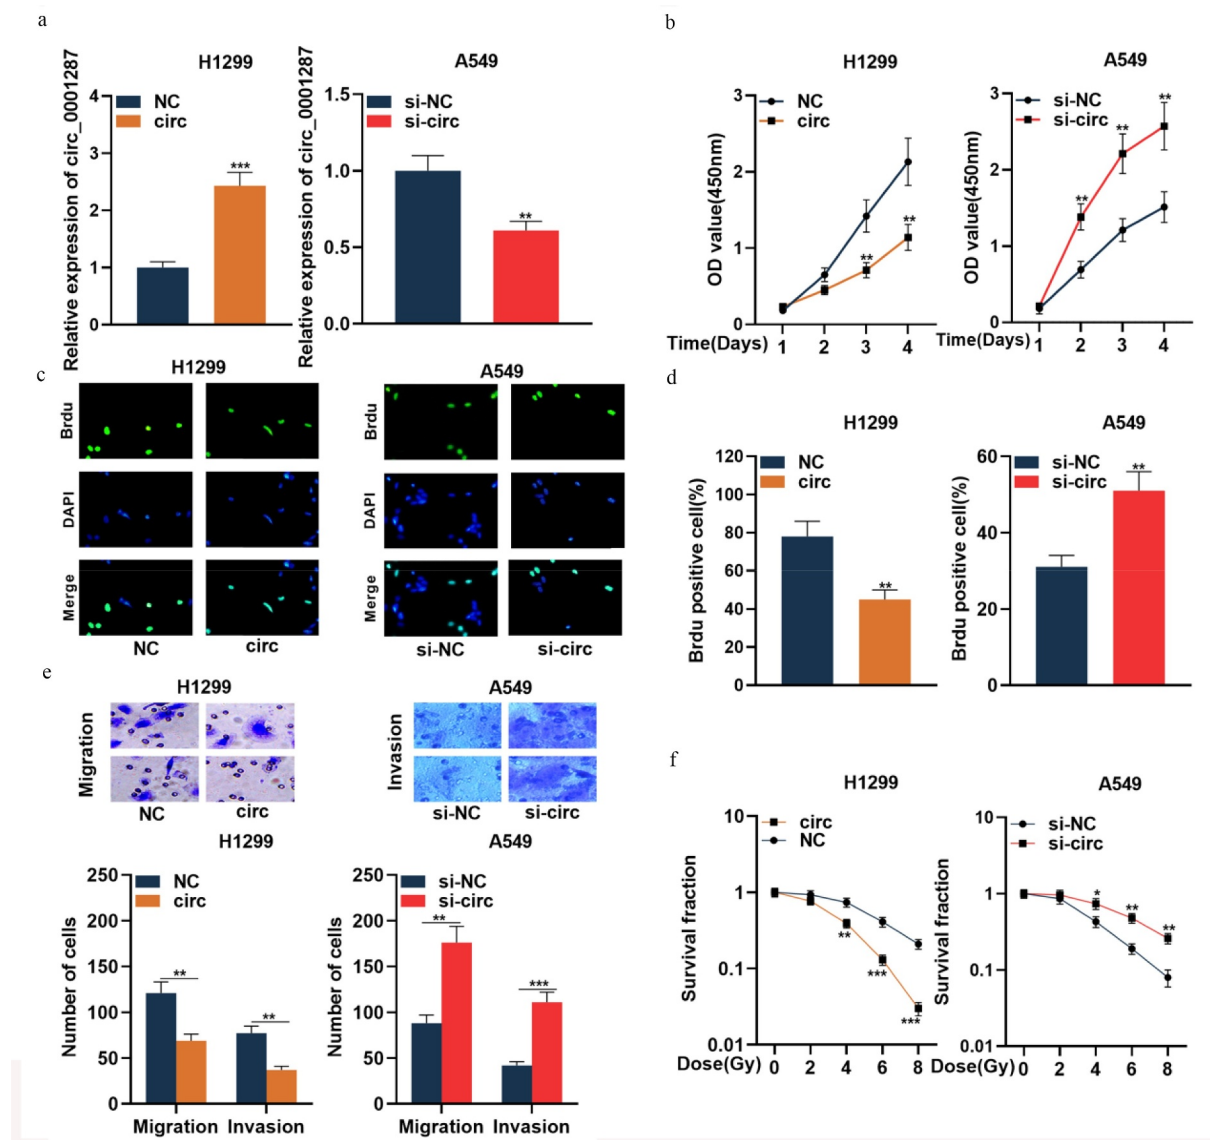 a
H1299
A549
Relative expression of circ_0001287
4
3
2
1
0
NC
circ
***
Relative expression of circ_0001287
1.5
1.0
0.5
0.0
si-NC
si-circ
**
b
H1299
A549
OD value(450nm)
3
2
1
0
NC
circ
**
**
Time(Days) 1 2 3 4
OD value(450nm)
3
2
1
0
si-NC
si-circ
**
**
**
Time(Days) 1 2 3 4
c
H1299
A549
Brdu
DAPI
Merge
NC circ
Brdu
DAPI
Merge
si-NC si-circ
d
H1299
A549
Brdu positive cell(%)
120
100
80
60
40
20
0
NC
circ
**
Brdu positive cell(%)
60
40
20
0
si-NC
si-circ
**
e
H1299
A549
Migration
NC circ
Invasion
si-NC si-circ
H1299
A549
Number of cells
250
200
150
100
50
0
NC
circ
**
**
Migration Invasion
Number of cells
250
200
150
100
50
0
si-NC
si-circ
**
***
Migration Invasion
f
H1299
A549
Survival fraction
10
1
0.1
0.01
circ
NC
**
***
***
Dose(Gy) 0 2 4 6 8
Survival fraction
10
1
0.1
0.01
si-NC
si-circ
*
**
**
Dose(Gy) 0 2 4 6 8